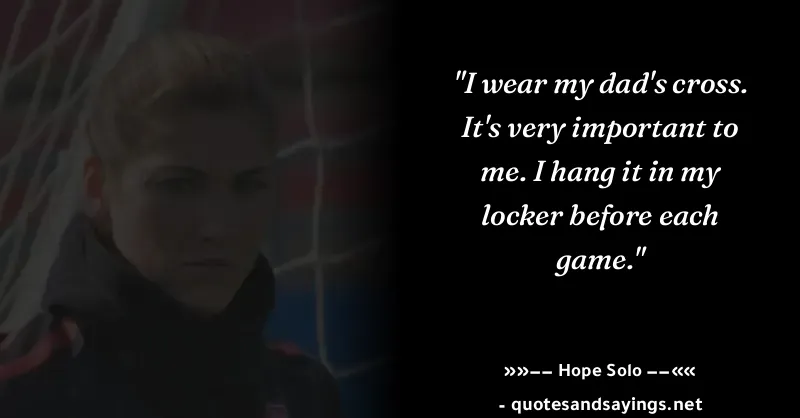 "I wear my dad's cross.
It's very important to
me. I hang it in my
locker before each
game."
»»−− Hope Solo −−««
- quotesandsayings.net